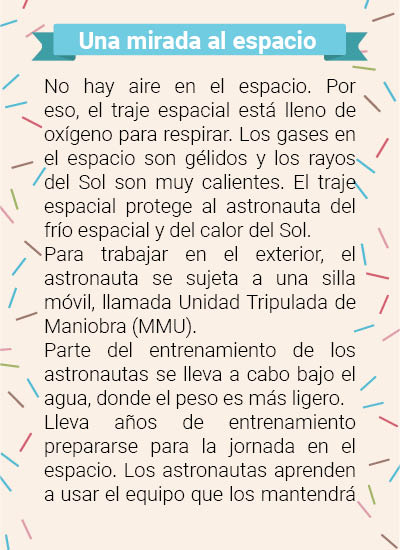 Una mirada al espacio
No hay aire en el espacio. Por
eso, el traje espacial está lleno de
oxígeno para respirar. Los gases en
el espacio son gélidos y los rayos
del Sol son muy calientes. El traje
espacial protege al astronauta del
frío espacial y del calor del Sol.
Para trabajar en el exterior, el
astronauta se sujeta a una silla
móvil, llamada Unidad Tripulada de
Maniobra (MMU).
Parte del entrenamiento de los
astronautas se lleva a cabo bajo el
agua, donde el peso es más ligero.
Lleva años de entrenamiento
prepararse para la jornada en el
espacio. Los astronautas aprenden
a usar el equipo que los mantendrá